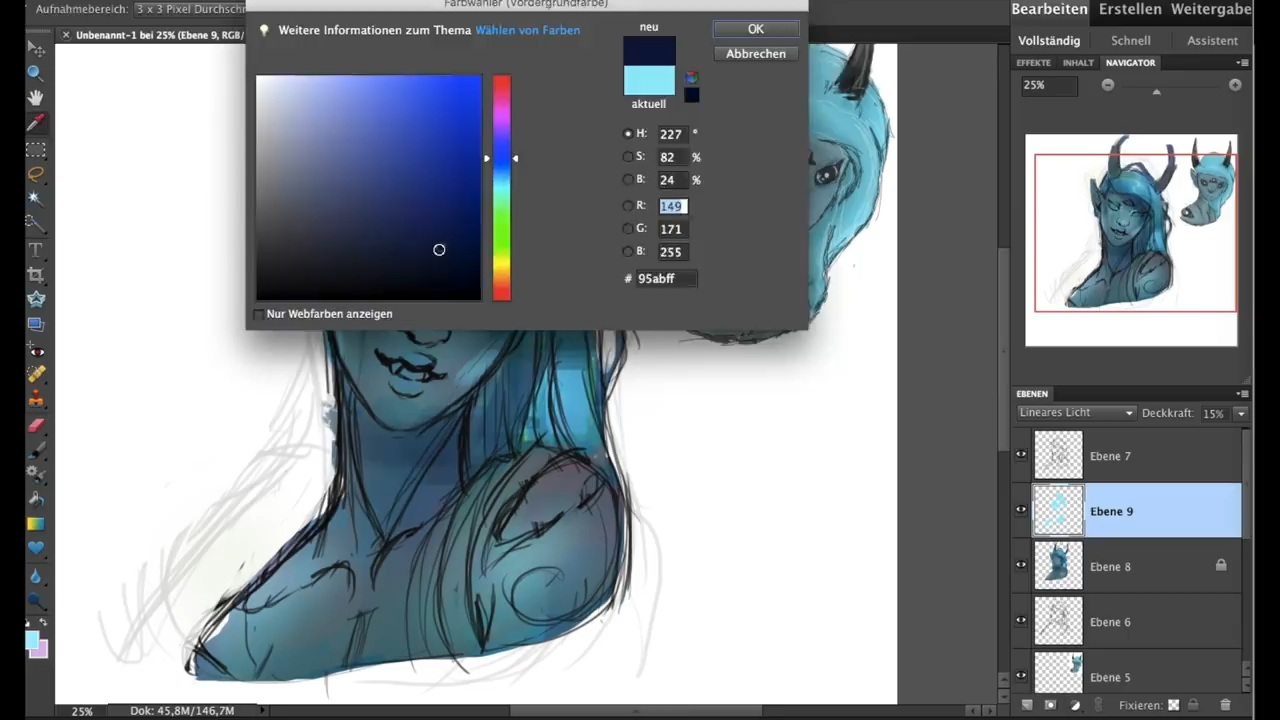 Aufnahmebereich: 3 x 3 Pixel Durchschn
Farbwähler (Vordergrundfarbe)
Bearbeiten Erstellen Weitergabe
Unbenannt-1 bei 25% (Ebene 9, RGB/
Weitere Informationen zum Thema Wählen von Farben
neu
OK
Abbrechen
aktuell
H: 227 °
S: 82 %
B: 24 %
R: 149
G: 171
B: 255
# 95abff
Nur Webfarben anzeigen
Vollständig Schnell Assistent
EFFEKTE INHALT NAVIGATOR
25%
EBENEN
Lineares Licht Deckkraft: 15%
Ebene 7
Ebene 9
Ebene 8
Ebene 6
Ebene 5
Fixieren:
25% Dok: 45,8M/146,7M